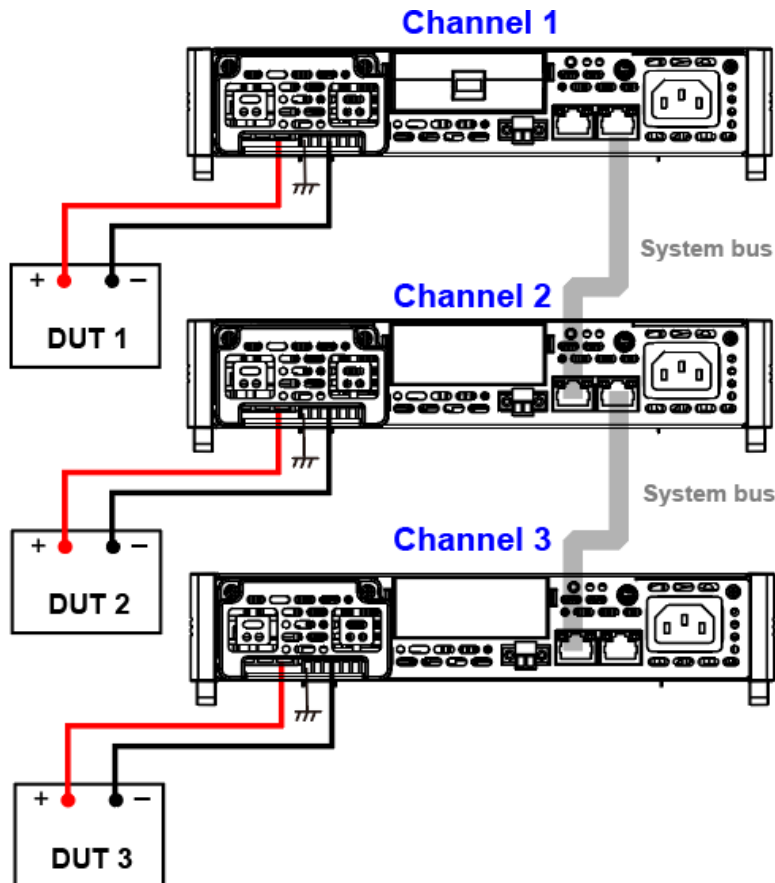 Channel 1
System bus
+ −
DUT 1
Channel 2
System bus
+ −
DUT 2
Channel 3
+ −
DUT 3